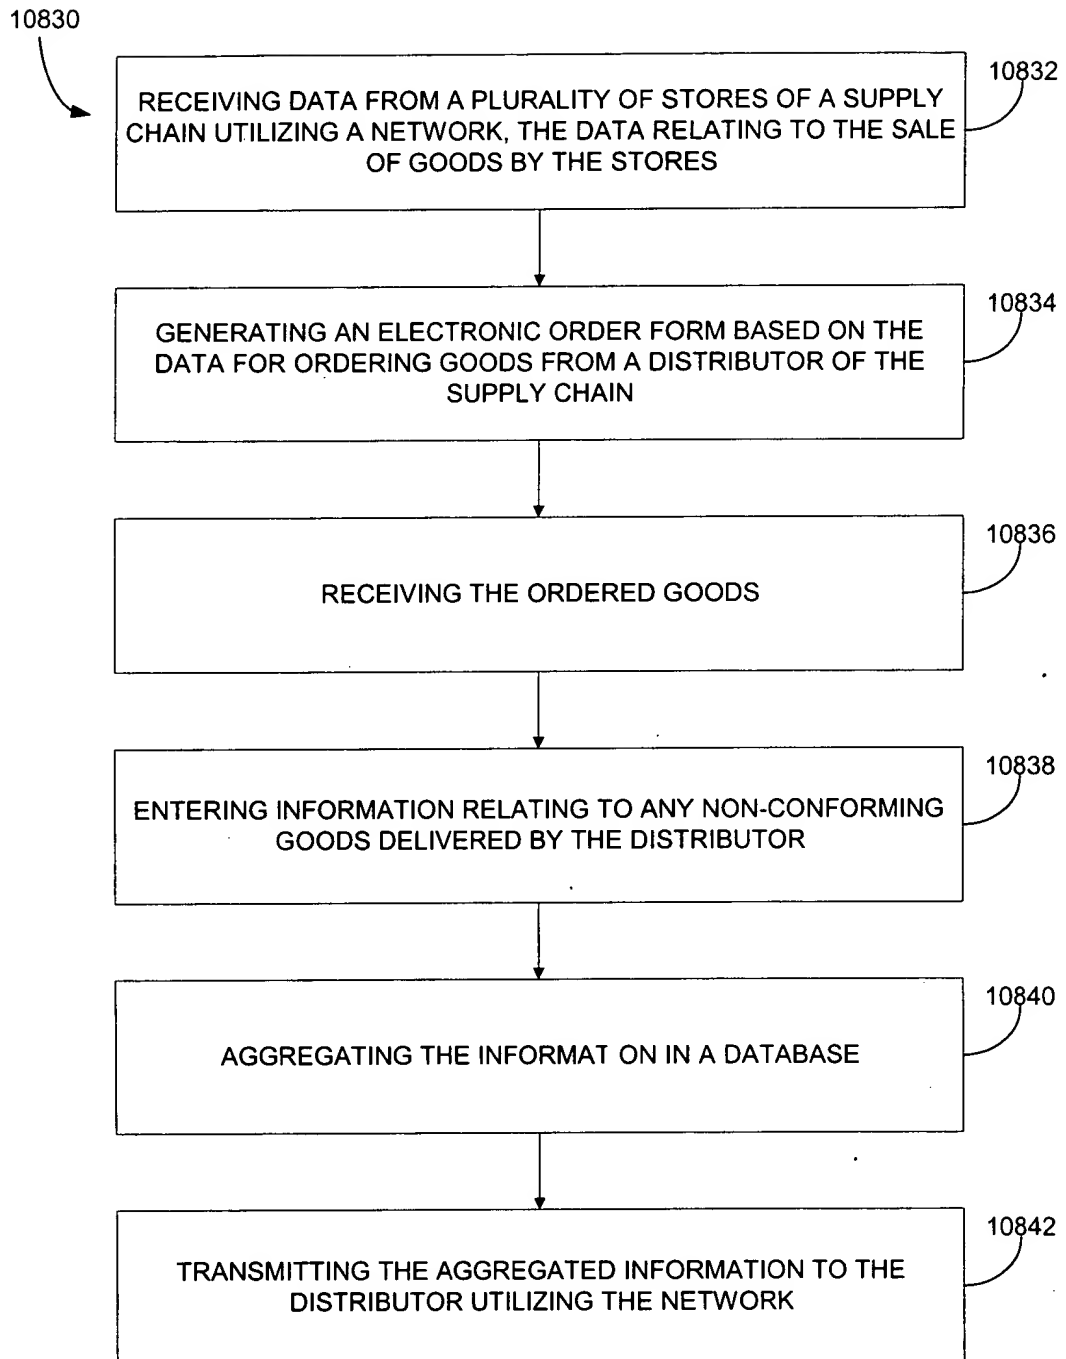 10830
10832
RECEIVING DATA FROM A PLURALITY OF STORES OF A SUPPLY
CHAIN UTILIZING A NETWORK, THE DATA RELATING TO THE SALE
OF GOODS BY THE STORES
10834
GENERATING AN ELECTRONIC ORDER FORM BASED ON THE
DATA FOR ORDERING GOODS FROM A DISTRIBUTOR OF THE
SUPPLY CHAIN
10836
RECEIVING THE ORDERED GOODS
10838
ENTERING INFORMATION RELATING TO ANY NON-CONFORMING
GOODS DELIVERED BY THE DISTRIBUTOR
10840
AGGREGATING THE INFORMAT ON IN A DATABASE
10842
TRANSMITTING THE AGGREGATED INFORMATION TO THE
DISTRIBUTOR UTILIZING THE NETWORK